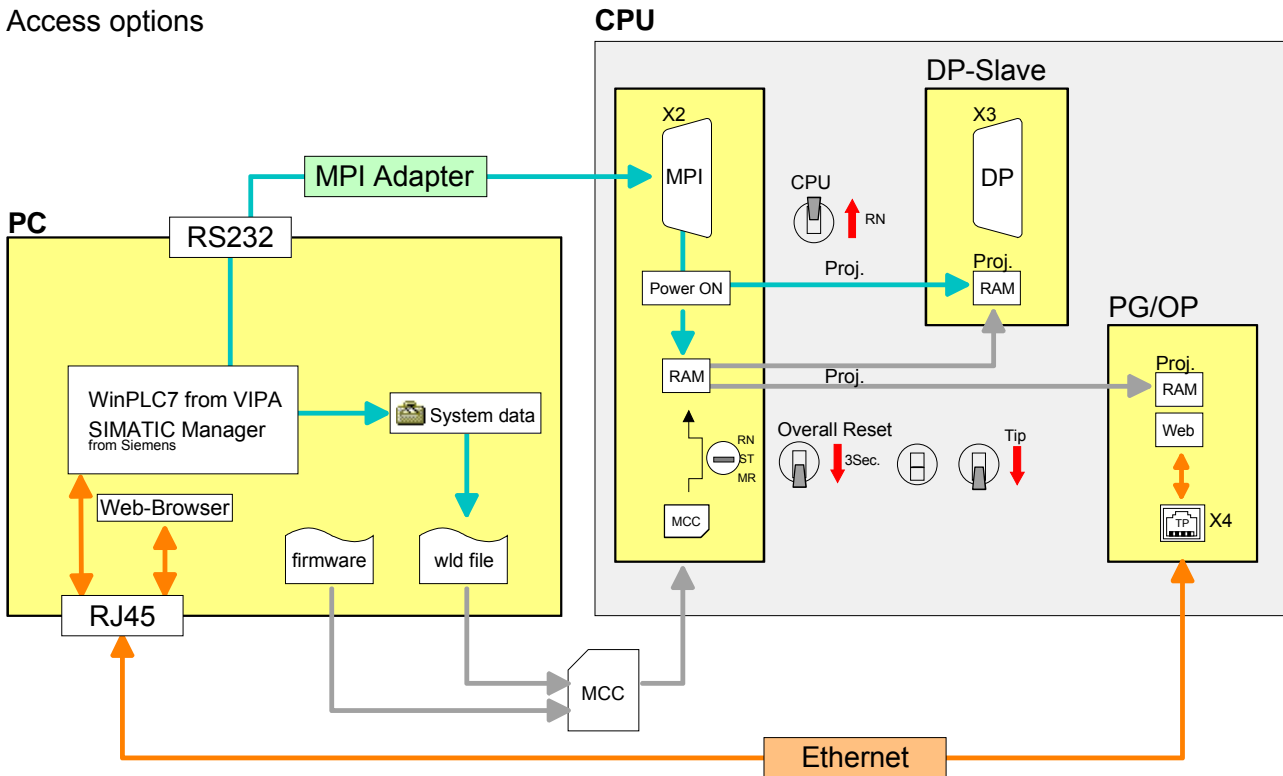 Access options
CPU
DP-Slave
X2
MPI
X3
DP
MPI Adapter
CPU
RN
PC
RS232
Power ON
Proj.
Proj.
RAM
PG/OP
RAM
Proj.
Proj.
RAM
WinPLC7 from VIPA
SIMATIC Manager
from Siemens
System data
Web
Overall Reset
3Sec.
Tip
RN
ST
MR
Web-Browser
MCC
TP
X4
firmware
wld file
RJ45
MCC
Ethernet